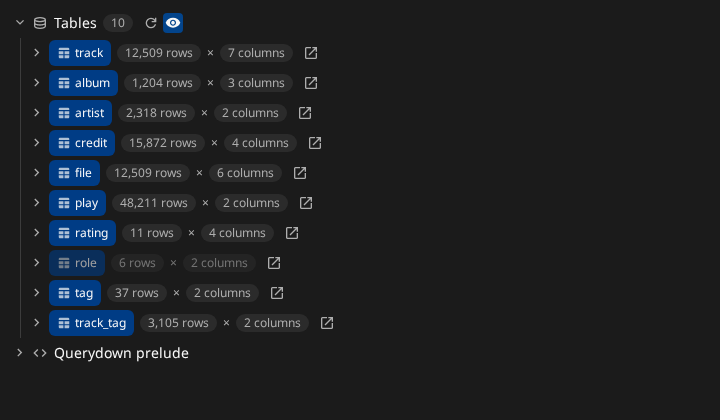 Tables 10
track 12,509 rows × 7 columns
album 1,204 rows × 3 columns
artist 2,318 rows × 2 columns
credit 15,872 rows × 4 columns
file 12,509 rows × 6 columns
play 48,211 rows × 2 columns
rating 11 rows × 4 columns
role 6 rows × 2 columns
tag 37 rows × 2 columns
track_tag 3,105 rows × 2 columns
Querydown prelude